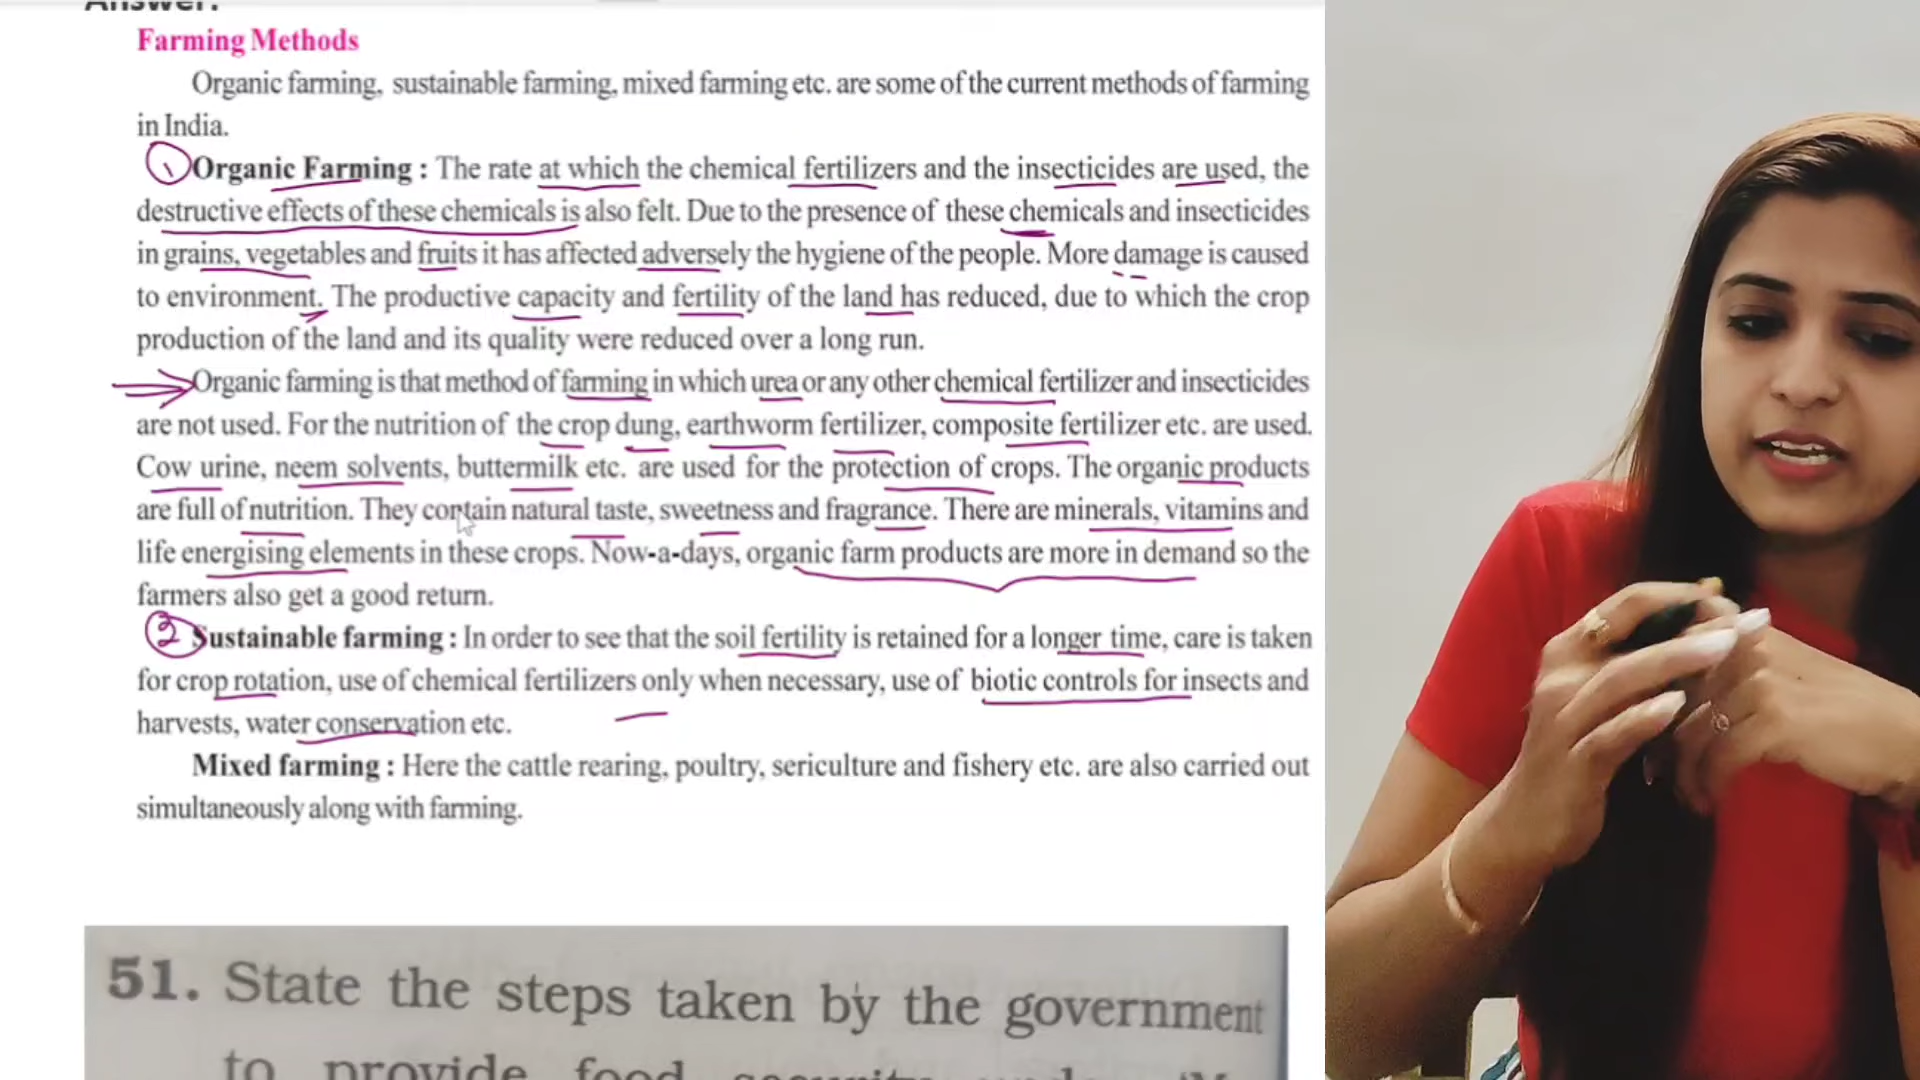 Answer:
Farming Methods
Organic farming, sustainable farming, mixed farming etc. are some of the current methods of farming
in India.
1 Organic Farming : The rate at which the chemical fertilizers and the insecticides are used, the
destructive effects of these chemicals is also felt. Due to the presence of these chemicals and insecticides
in grains, vegetables and fruits it has affected adversely the hygiene of the people. More damage is caused
to environment. The productive capacity and fertility of the land has reduced, due to which the crop
production of the land and its quality were reduced over a long run.
Organic farming is that method of farming in which urea or any other chemical fertilizer and insecticides
are not used. For the nutrition of the crop dung, earthworm fertilizer, composite fertilizer etc. are used.
Cow urine, neem solvents, buttermilk etc. are used for the protection of crops. The organic products
are full of nutrition. They contain natural taste, sweetness and fragrance. There are minerals, vitamins and
life energising elements in these crops. Now-a-days, organic farm products are more in demand so the
farmers also get a good return.
2 Sustainable farming : In order to see that the soil fertility is retained for a longer time, care is taken
for crop rotation, use of chemical fertilizers only when necessary, use of biotic controls for insects and
harvests, water conservation etc.
Mixed farming : Here the cattle rearing, poultry, sericulture and fishery etc. are also carried out
simultaneously along with farming.
51. State the steps taken by the government
to provide food security